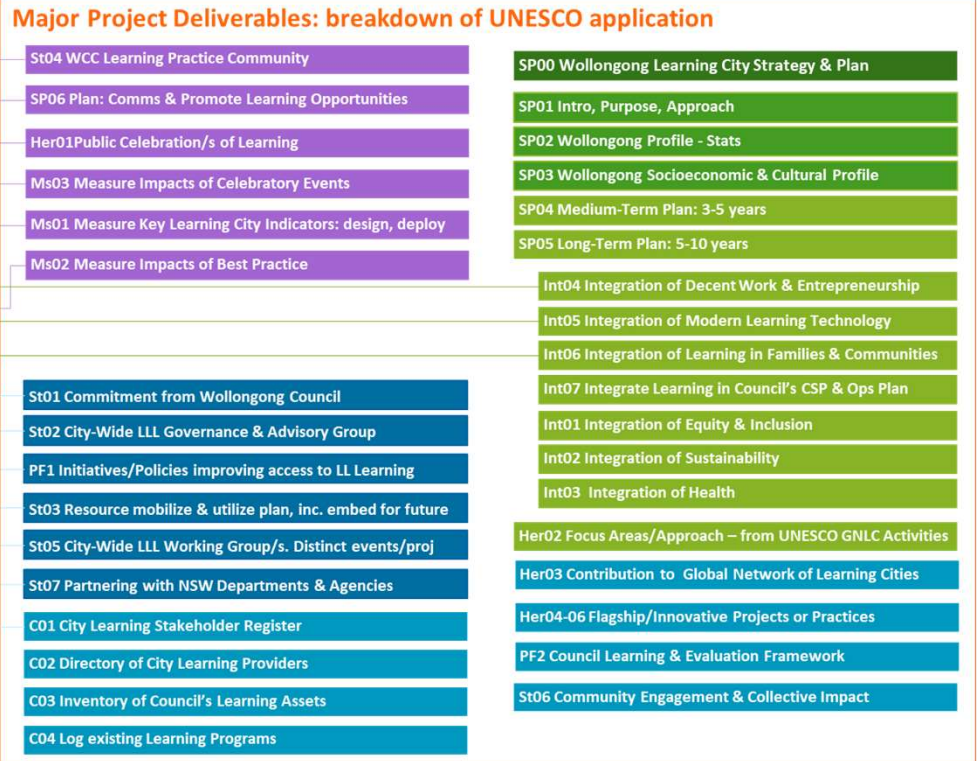 Major Project Deliverables: breakdown of UNESCO application
St04 WCC Learning Practice Community
SP06 Plan: Comms & Promote Learning Opportunities
Her01Public Celebration/s of Learning
Ms03 Measure Impacts of Celebratory Events
Ms01 Measure Key Learning City Indicators: design, deploy
Ms02 Measure Impacts of Best Practice
St01 Commitment from Wollongong Council
St02 City-Wide LLL Governance & Advisory Group
PF1 Initiatives/Policies improving access to LL Learning
St03 Resource mobilize & utilize plan, inc. embed for future
St05 City-Wide LLL Working Group/s. Distinct events/proj
St07 Partnering with NSW Departments & Agencies
C01 City Learning Stakeholder Register
C02 Directory of City Learning Providers
C03 Inventory of Council's Learning Assets
C04 Log existing Learning Programs
SP00 Wollongong Learning City Strategy & Plan
SP01 Intro, Purpose, Approach
SP02 Wollongong Profile - Stats
SP03 Wollongong Socioeconomic & Cultural Profile
SP04 Medium-Term Plan: 3-5 years
SP05 Long-Term Plan: 5-10 years
Int04 Integration of Decent Work & Entrepreneurship
Int05 Integration of Modern Learning Technology
Int06 Integration of Learning in Families & Communities
Int07 Integrate Learning in Council's CSP & Ops Plan
Int01 Integration of Equity & Inclusion
Int02 Integration of Sustainability
Int03 Integration of Health
Her02 Focus Areas/Approach – from UNESCO GNLC Activities
Her03 Contribution to Global Network of Learning Cities
Her04-06 Flagship/Innovative Projects or Practices
PF2 Council Learning & Evaluation Framework
St06 Community Engagement & Collective Impact